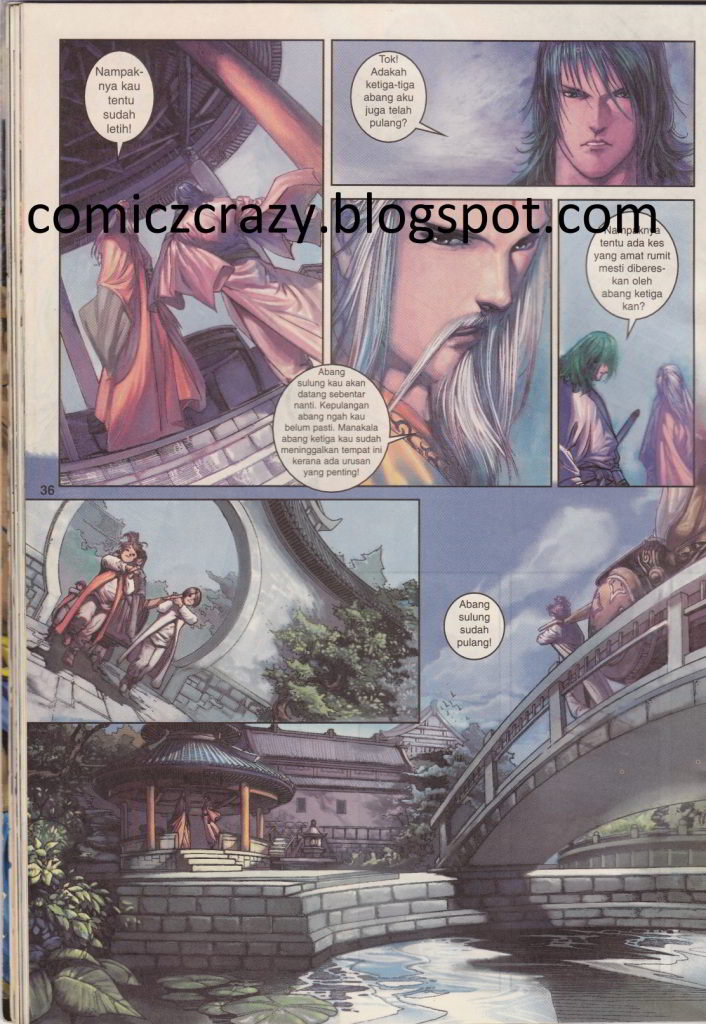 Nampak-
nya kau
tentu
sudah
letih!
Tok!
Adakah
ketiga-tiga
abang aku
juga telah
pulang?
comiczcrazy.blogspot.com
Abang
sulung kau akan
datang sebentar
nanti. Kepulangan
abang ngah kau
belum pasti. Manakala
abang ketiga kau sudah
meninggalkan tempat ini
kerana ada urusan
yang penting!
Nampaknya
tentu ada kes
yang amat rumit
mesti diberes-
kan oleh
abang ketiga
kan?
36
Abang
sulung
sudah
pulang!